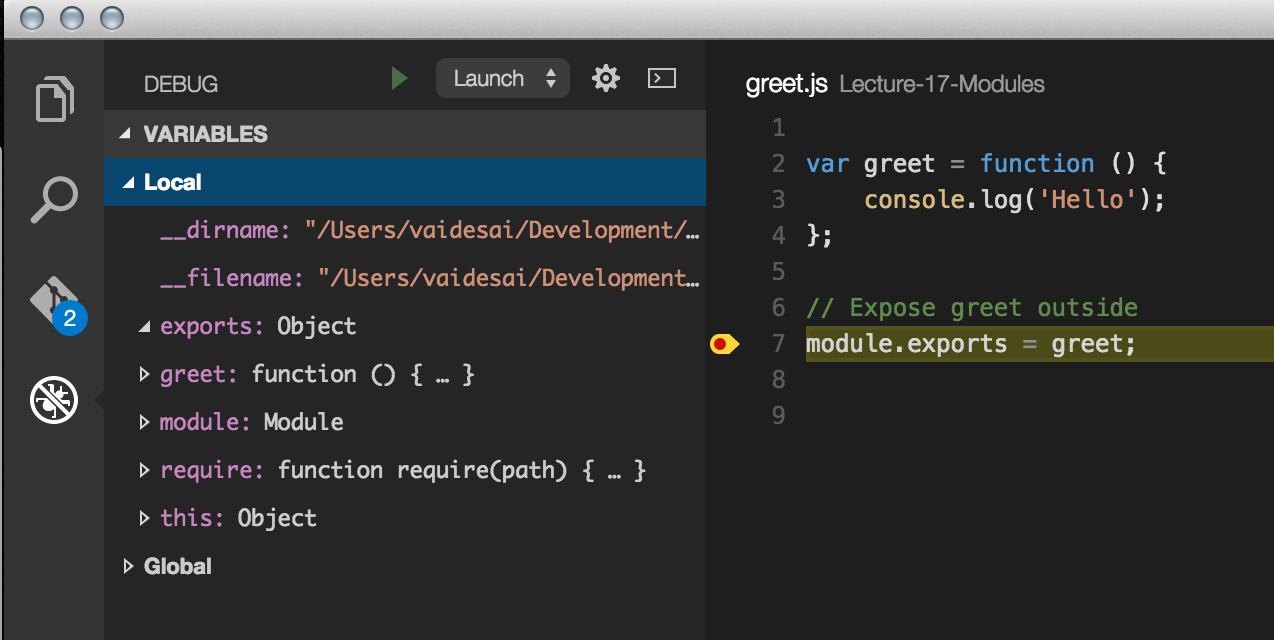 DEBUG
Launch
VARIABLES
Local
__dirname: "/Users/vaidesai/Development/…
__filename: "/Users/vaidesai/Development…
exports: Object
greet: function () { … }
module: Module
require: function require(path) { … }
this: Object
Global
2
greet.js Lecture-17-Modules
1
2 var greet = function () {
3     console.log('Hello');
4 };
5
6 // Expose greet outside
7 module.exports = greet;
8
9